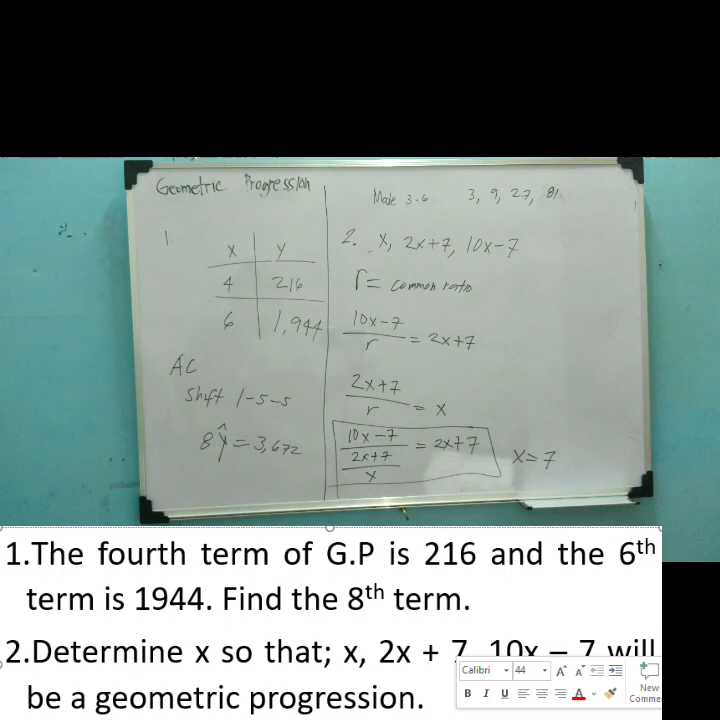 Geometric Progression
1.
x y
4 216
6 1,944
AC
Shift 1-5-5
8ŷ = 3,672
Mode 3-6 3, 9, 27, 81
2. x, 2x+7, 10x-7
r = common ratio
10x-7
r = 2x+7
2x+7
r = x
10x-7
2x+7 = 2x+7
x
x = 7
1.The fourth term of G.P is 216 and the 6th
term is 1944. Find the 8th term.
2.Determine x so that; x, 2x + 7, 10x – 7 will
be a geometric progression.
Calibri 44 A A
B I U A
New
Comme